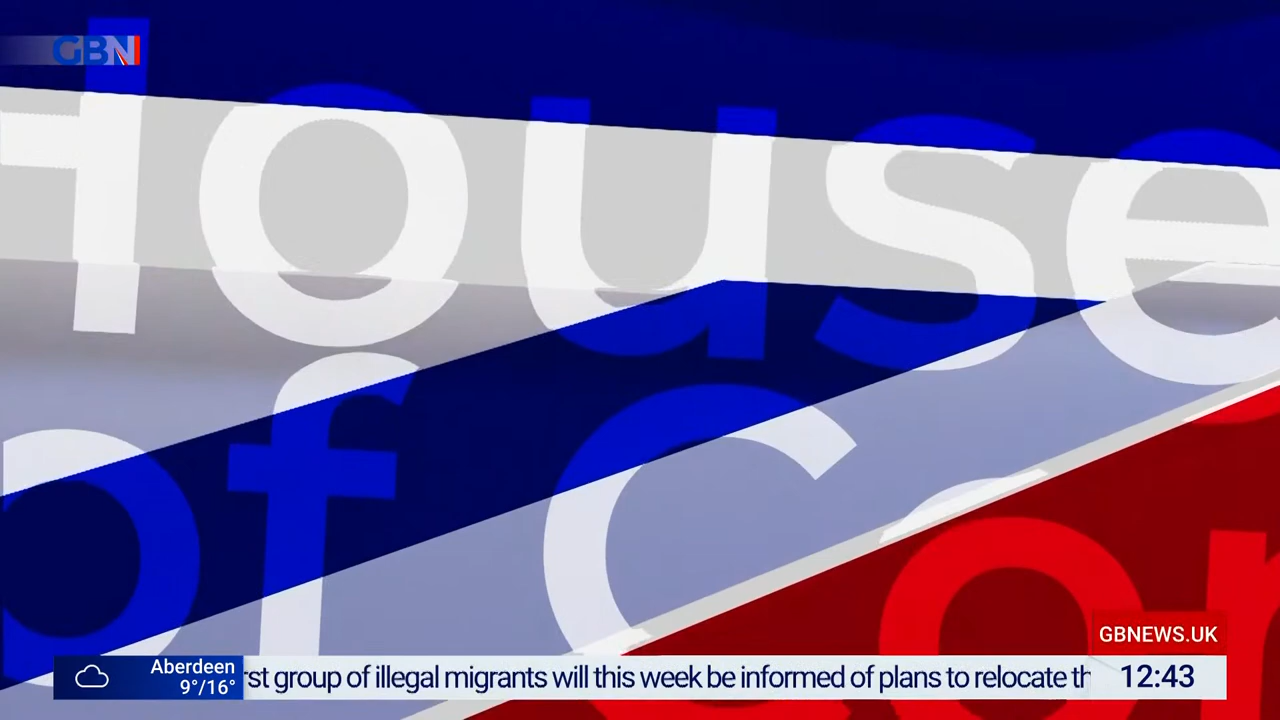 GBN
House
of Co
GBNEWS.UK
Aberdeen
9°/16°
rst group of illegal migrants will this week be informed of plans to relocate th
12:43